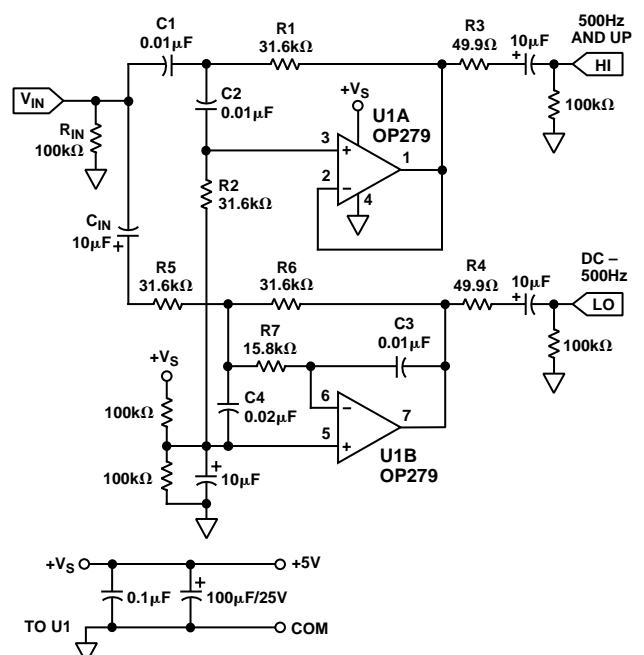 C1
0.01µF
R1
31.6kΩ
R3
49.9Ω
10µF
+
500Hz
AND UP
HI
100kΩ
VIN
RIN
100kΩ
C2
0.01µF
+VS
U1A
OP279
3
+
1
2
−
4
R2
31.6kΩ
CIN
10µF
+
R5
31.6kΩ
R6
31.6kΩ
R4
49.9Ω
10µF
+
DC –
500Hz
LO
100kΩ
R7
15.8kΩ
C3
0.01µF
+VS
100kΩ
C4
0.02µF
6
−
7
5
+
U1B
OP279
100kΩ
+
10µF
+VS
+5V
0.1µF
+
100µF/25V
TO U1
COM